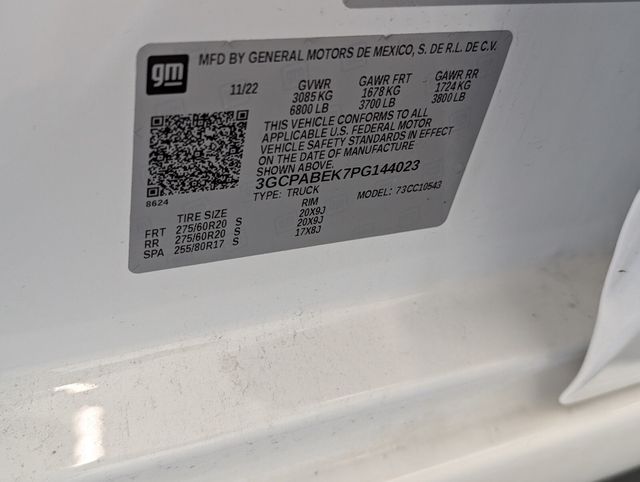 gm
MFD BY GENERAL MOTORS DE MEXICO, S. DE R.L. DE C.V.
11/22 GVWR GAWR FRT GAWR RR
3085 KG 1678 KG 1724 KG
6800 LB 3700 LB 3800 LB
THIS VEHICLE CONFORMS TO ALL
APPLICABLE U.S. FEDERAL MOTOR
VEHICLE SAFETY STANDARDS IN EFFECT
ON THE DATE OF MANUFACTURE
SHOWN ABOVE.
3GCPABEK7PG144023
8624 TYPE: TRUCK MODEL: 73CC10543
TIRE SIZE RIM
FRT 275/60R20 S 20X9J
RR 275/60R20 S 20X9J
SPA 255/80R17 S 17X8J